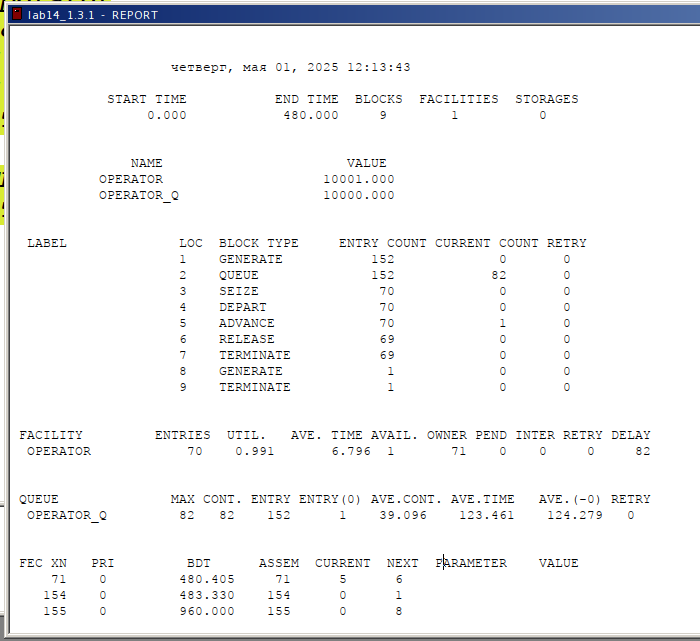 lab14_1.3.1 - REPORT
четверг, мая 01, 2025 12:13:43
START TIME END TIME BLOCKS FACILITIES STORAGES
0.000 480.000 9 1 0
NAME VALUE
OPERATOR 10001.000
OPERATOR_Q 10000.000
LABEL LOC BLOCK TYPE ENTRY COUNT CURRENT COUNT RETRY
1 GENERATE 152 0 0
2 QUEUE 152 82 0
3 SEIZE 70 0 0
4 DEPART 70 0 0
5 ADVANCE 70 1 0
6 RELEASE 69 0 0
7 TERMINATE 69 0 0
8 GENERATE 1 0 0
9 TERMINATE 1 0 0
FACILITY ENTRIES UTIL. AVE. TIME AVAIL. OWNER PEND INTER RETRY DELAY
OPERATOR 70 0.991 6.796 1 71 0 0 0 82
QUEUE MAX CONT. ENTRY ENTRY(0) AVE.CONT. AVE.TIME AVE.(-0) RETRY
OPERATOR_Q 82 82 152 1 39.096 123.461 124.279 0
FEC XN PRI BDT ASSEM CURRENT NEXT PARAMETER VALUE
71 0 480.405 71 5 6
154 0 483.330 154 0 1
155 0 960.000 155 0 8